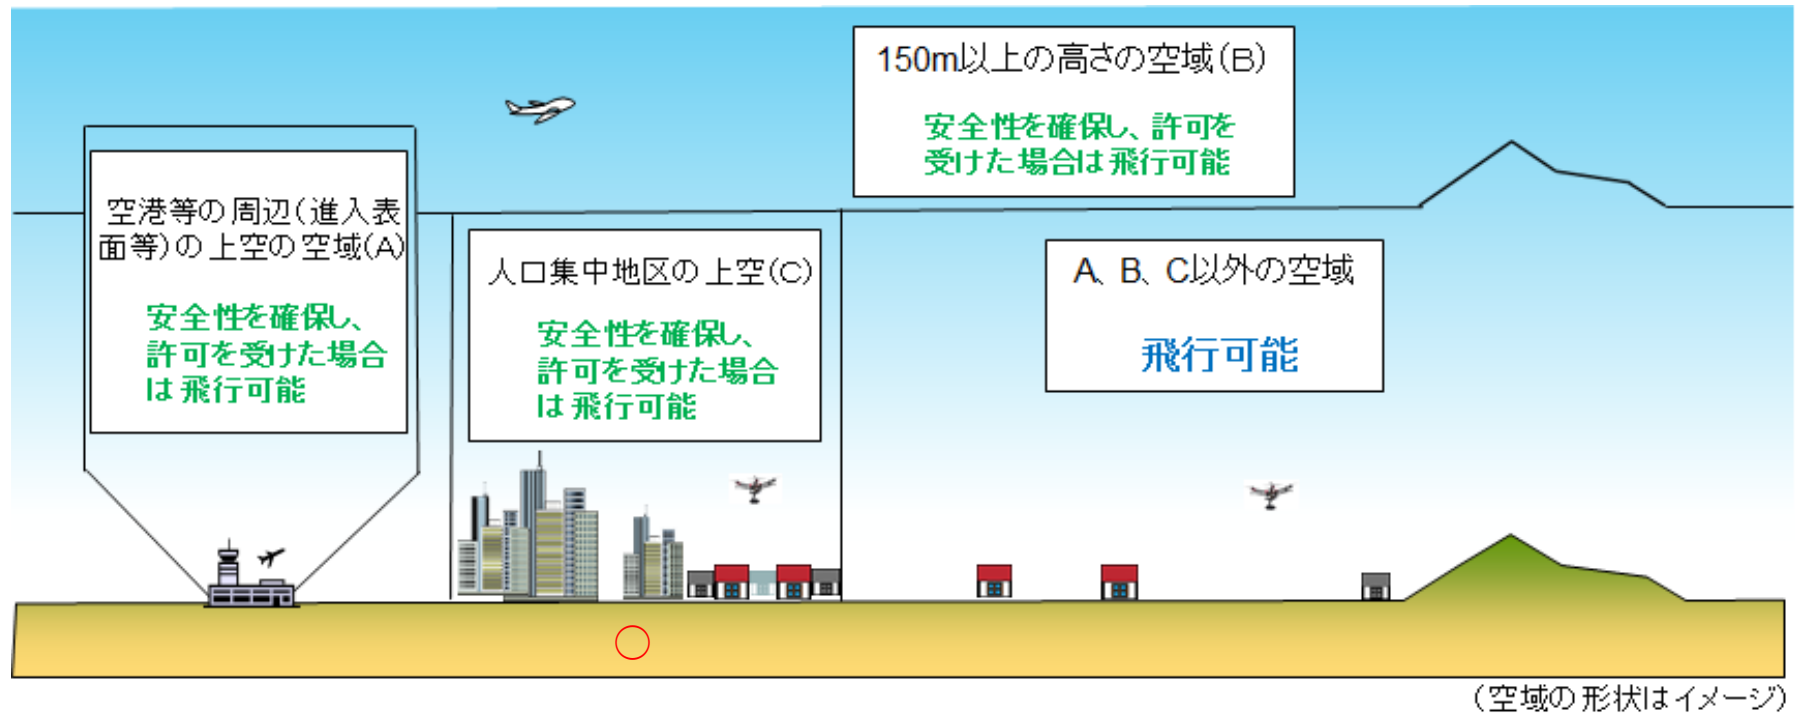 150m以上の高さの空域(B)
安全性を確保し、許可を
受けた場合は飛行可能
空港等の周辺(進入表
面等)の上空の空域(A)
安全性を確保し、
許可を受けた場合
は飛行可能
人口集中地区の上空(C)
安全性を確保し、
許可を受けた場合
は飛行可能
A、B、C以外の空域
飛行可能
(空域の形状はイメージ)